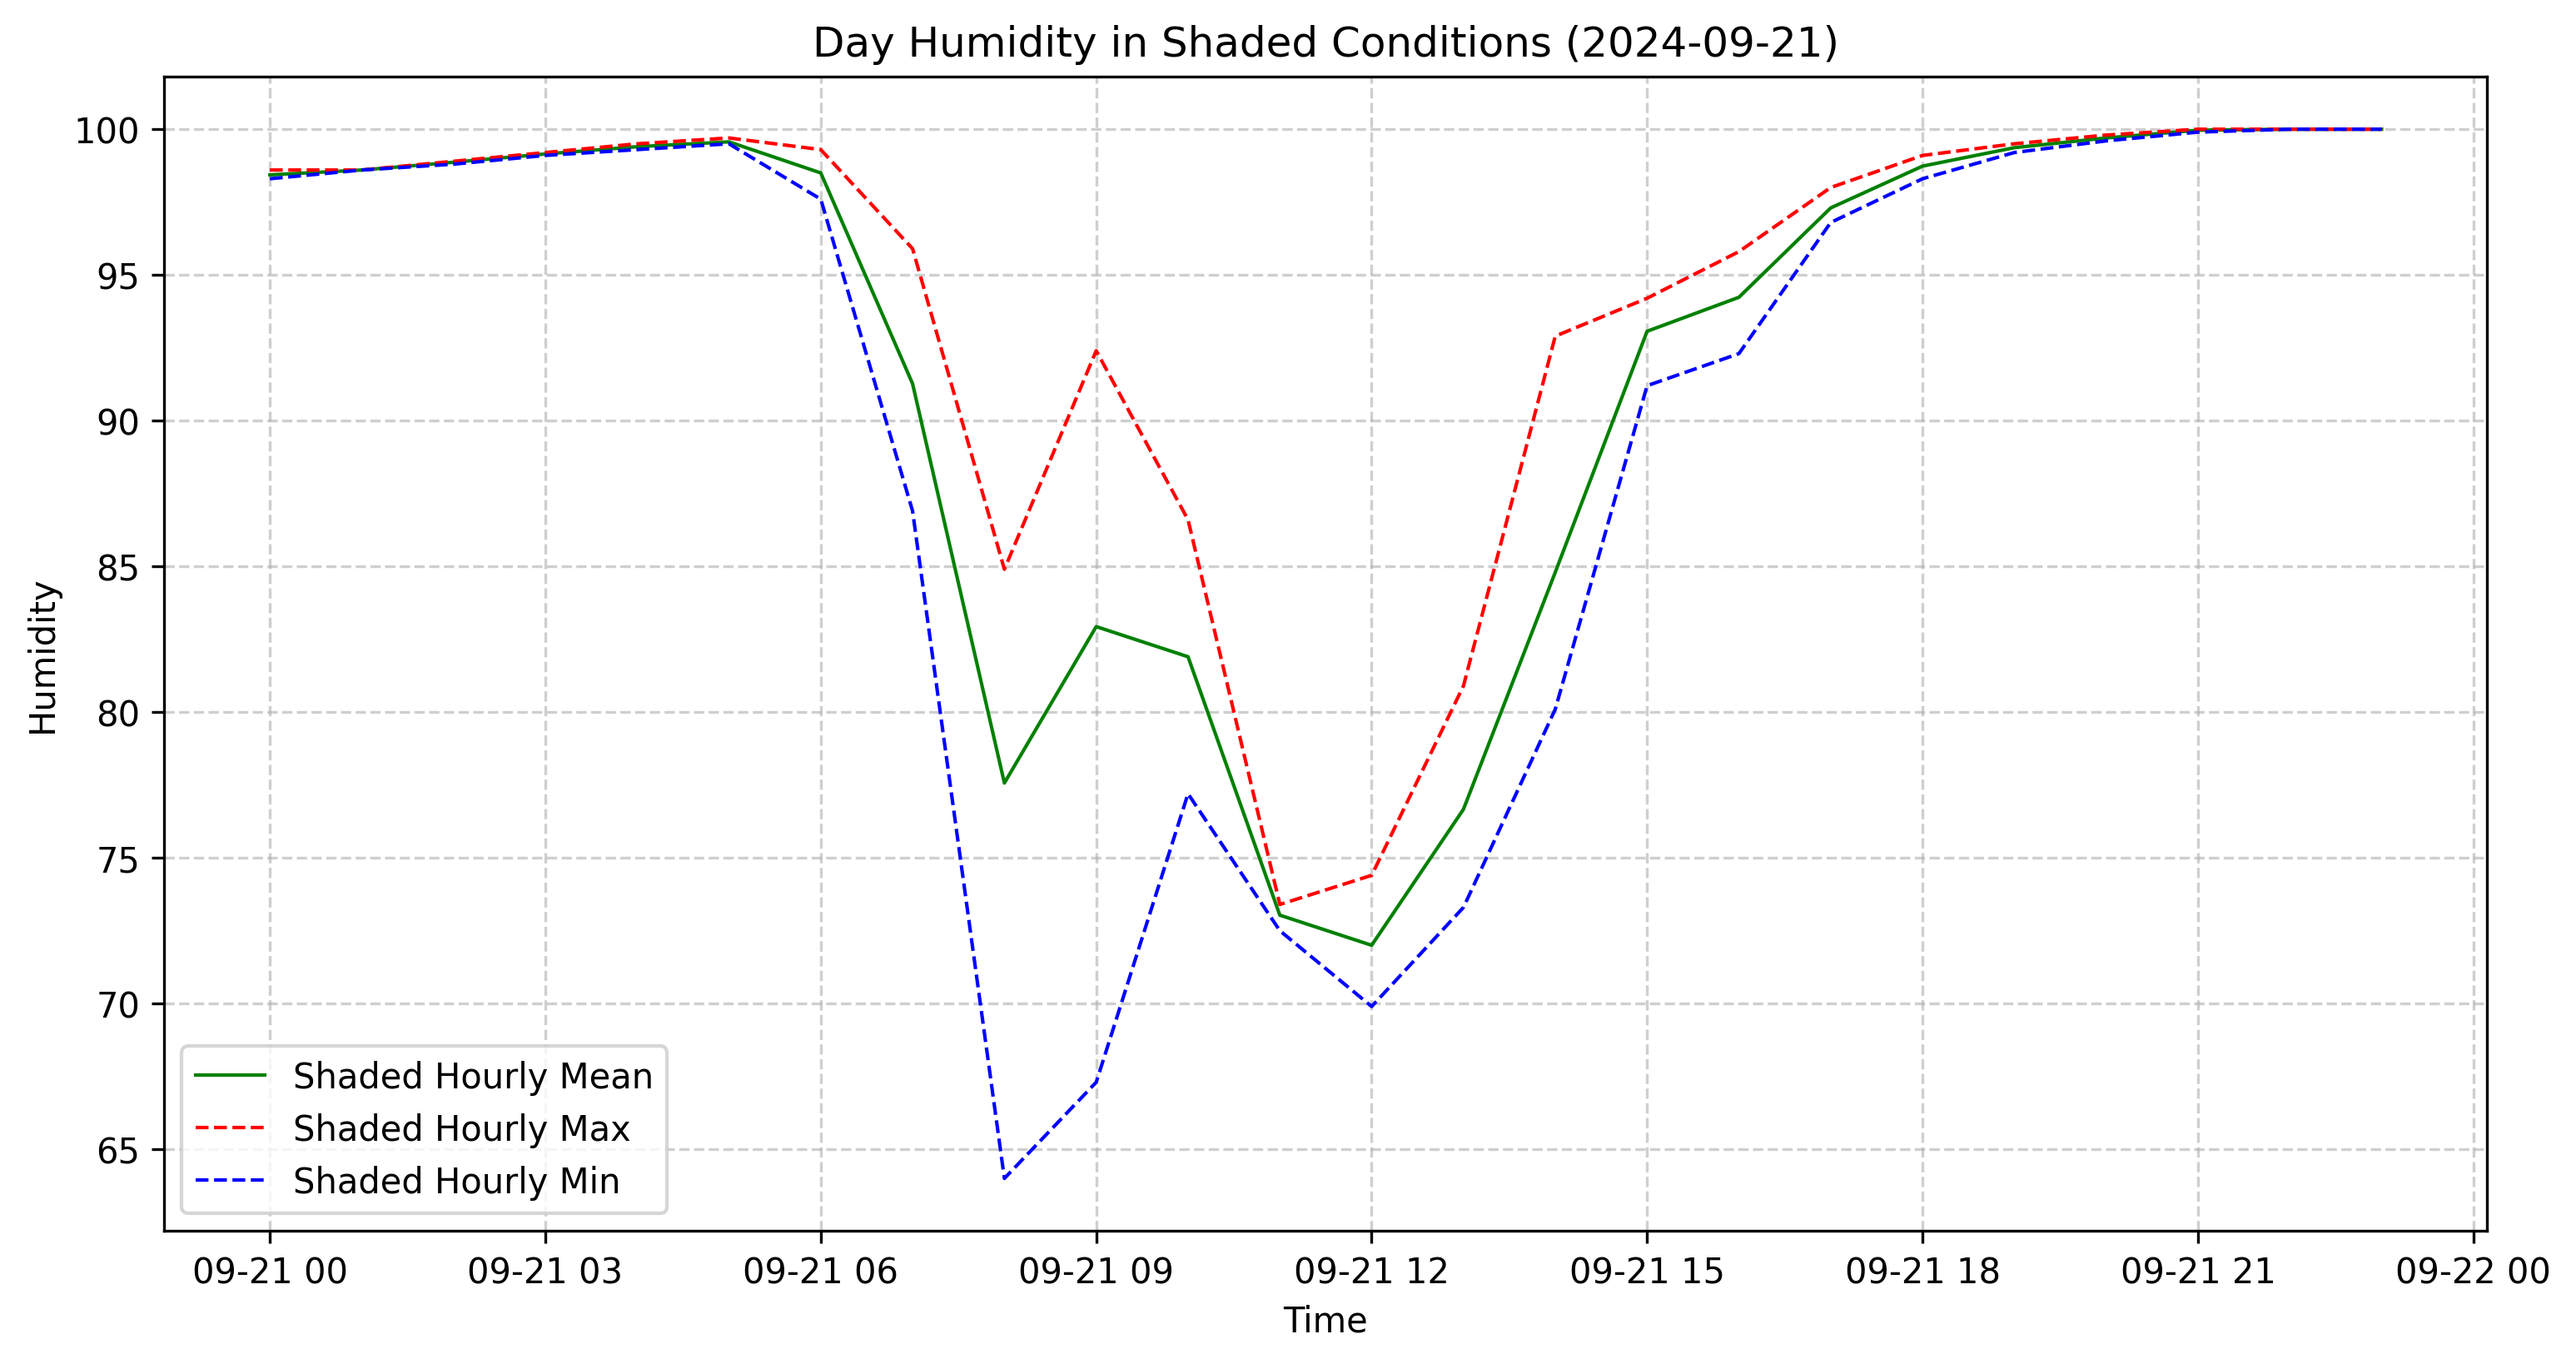 Day Humidity in Shaded Conditions (2024-09-21)
Humidity
100
95
90
85
80
75
70
65
Shaded Hourly Mean
Shaded Hourly Max
Shaded Hourly Min
09-21 00
09-21 03
09-21 06
09-21 09
09-21 12
09-21 15
09-21 18
09-21 21
09-22 00
Time